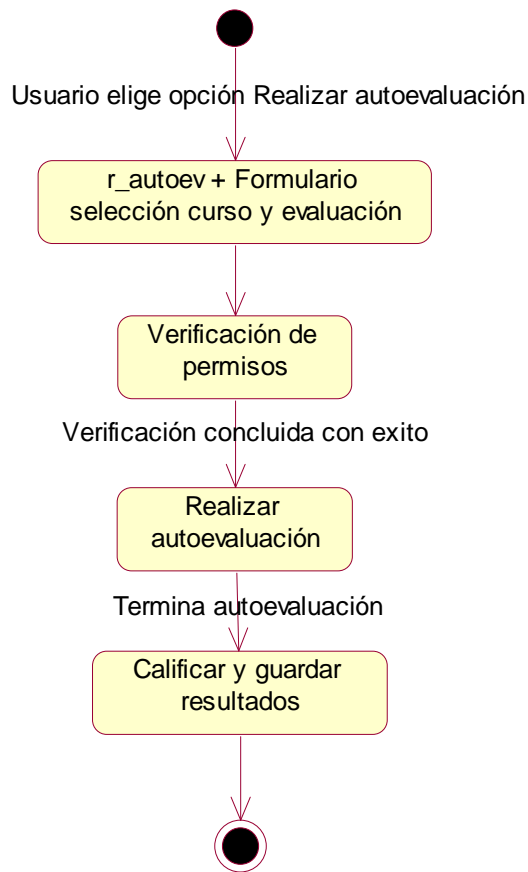 Usuario elige opción Realizar autoevaluación
r_autoev + Formulario
selección curso y evaluación
Verificación de
permisos
Verificación concluida con exito
Realizar
autoevaluación
Termina autoevaluación
Calificar y guardar
resultados